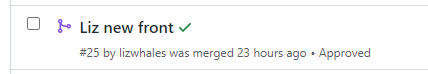 Liz new front
#25 by lizwhales was merged 23 hours ago • Approved